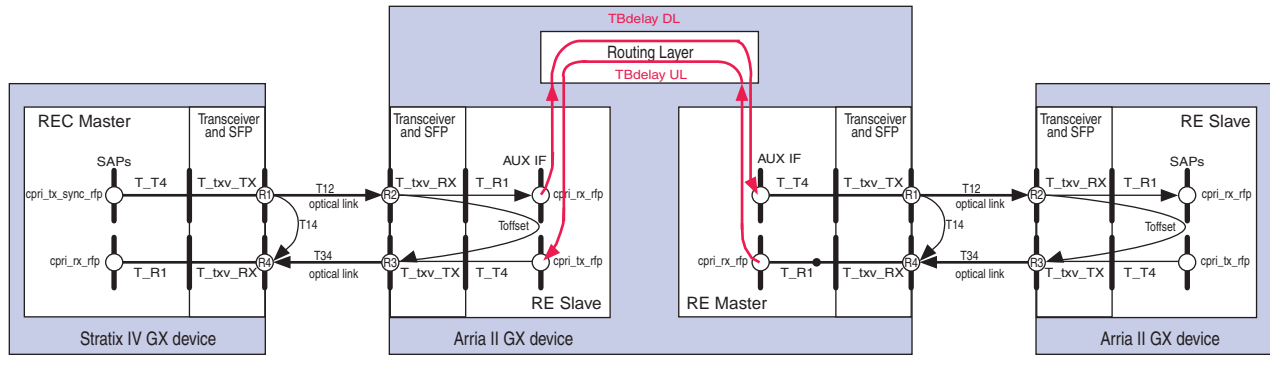 TBdelay DL
Routing Layer
TBdelay UL
REC Master
Transceiver
and SFP
SAPs
T_T4
T_txv_TX
cpri_tx_sync_rfp
R1
T12
optical link
T14
cpri_rx_rfp
T_R1
T_txv_RX
R4
T34
optical link
Stratix IV GX device
Transceiver
and SFP
AUX IF
R2
T_txv_RX
T_R1
cpri_rx_rfp
Toffset
R3
T_txv_TX
T_T4
cpri_tx_rfp
RE Slave
Arria II GX device
Transceiver
and SFP
AUX IF
T_T4
T_txv_TX
R1
T12
optical link
T14
cpri_rx_rfp
T_R1
T_txv_RX
R4
T34
optical link
RE Master
Transceiver
and SFP
RE Slave
SAPs
R2
T_txv_RX
T_R1
cpri_rx_rfp
Toffset
R3
T_txv_TX
T_T4
cpri_tx_rfp
Arria II GX device